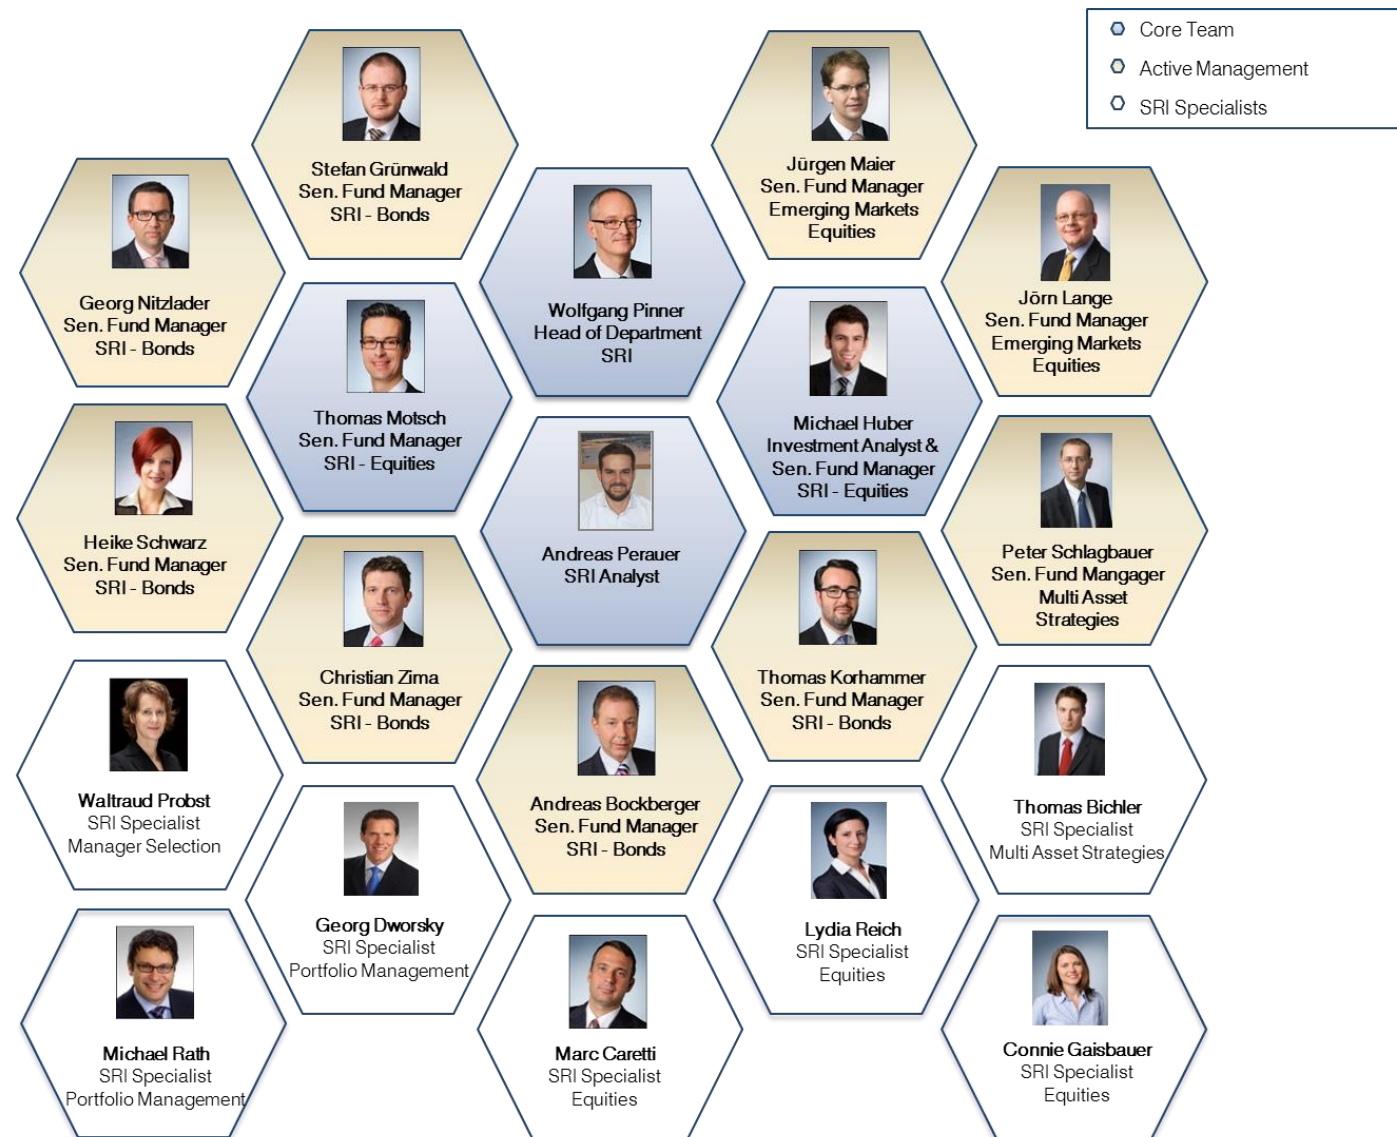 Core Team
Active Management
SRI Specialists
Stefan Grünwald
Sen. Fund Manager
SRI - Bonds
Jürgen Maier
Sen. Fund Manager
Emerging Markets
Equities
Georg Nitzlader
Sen. Fund Manager
SRI - Bonds
Wolfgang Pinner
Head of Department
SRI
Jörn Lange
Sen. Fund Manager
Emerging Markets
Equities
Thomas Motsch
Sen. Fund Manager
SRI - Equities
Michael Huber
Investment Analyst &
Sen. Fund Manager
SRI - Equities
Heike Schwarz
Sen. Fund Manager
SRI - Bonds
Andreas Perauer
SRI Analyst
Peter Schlagbauer
Sen. Fund Mangager
Multi Asset
Strategies
Christian Zima
Sen. Fund Manager
SRI - Bonds
Thomas Korhammer
Sen. Fund Manager
SRI - Bonds
Waltraud Probst
SRI Specialist
Manager Selection
Andreas Bockberger
Sen. Fund Manager
SRI - Bonds
Thomas Bichler
SRI Specialist
Multi Asset Strategies
Georg Dworsky
SRI Specialist
Portfolio Management
Lydia Reich
SRI Specialist
Equities
Michael Rath
SRI Specialist
Portfolio Management
Marc Caretti
SRI Specialist
Equities
Connie Gaisbauer
SRI Specialist
Equities